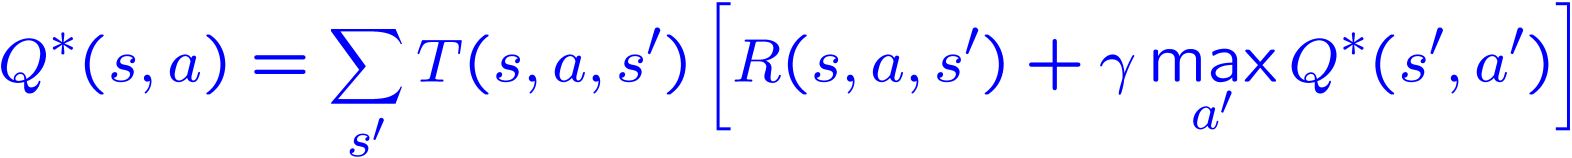 Q*(s, a) = ∑_{s′} T(s, a, s′) [R(s, a, s′) + γ max_{a′} Q*(s′, a′)]